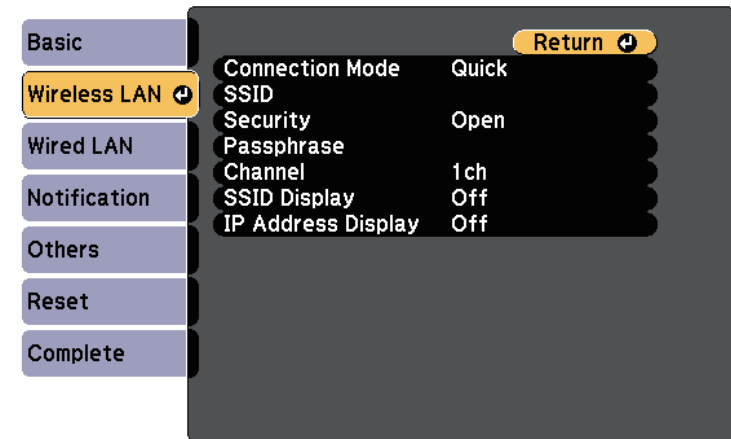 Basic
Wireless LAN
Wired LAN
Notification
Others
Reset
Complete
Return
Connection Mode Quick
SSID
Security Open
Passphrase
Channel 1ch
SSID Display Off
IP Address Display Off